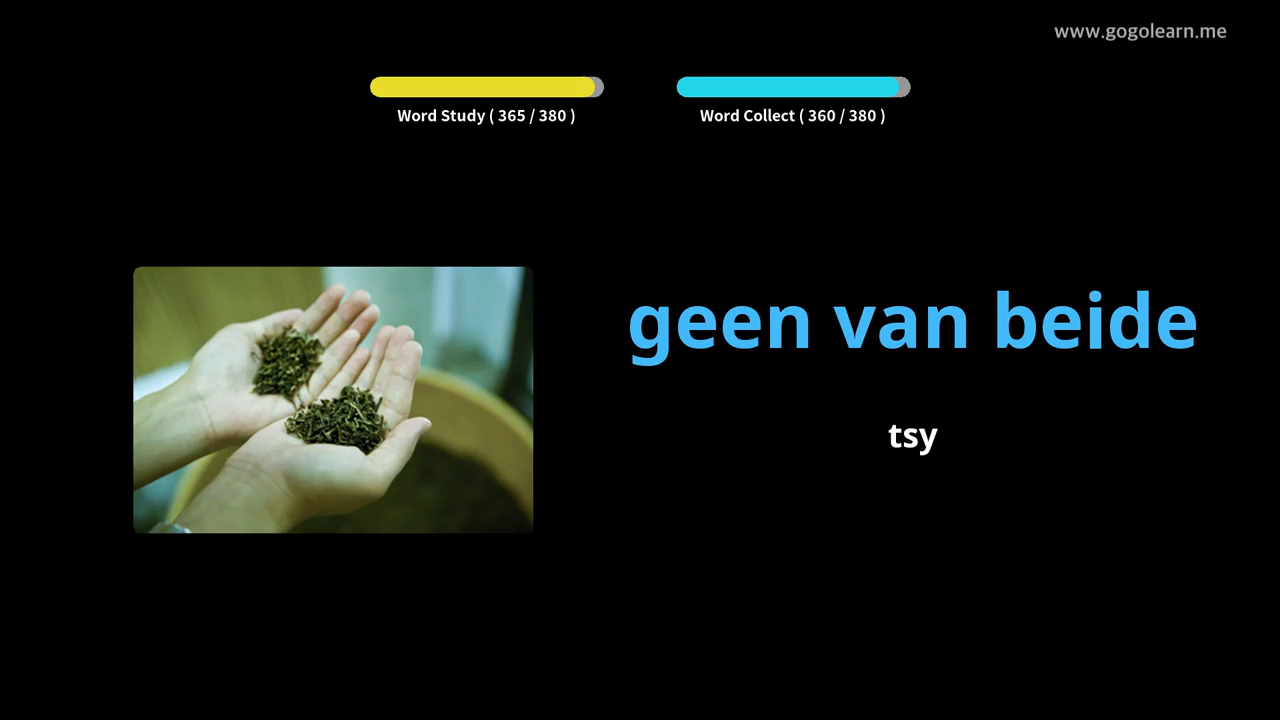 www.gogolearn.me
Word Study ( 365 / 380 )
Word Collect ( 360 / 380 )
geen van beide
tsy